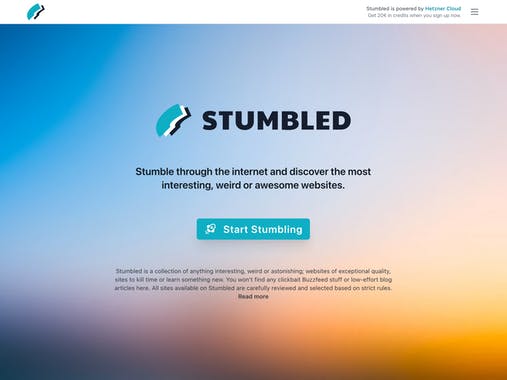 Stumbled is powered by Hetzner Cloud
Get 20€ in credits when you sign up now.
STUMBLED
Stumble through the internet and discover the most
interesting, weird or awesome websites.
Start Stumbling
Stumbled is a collection of anything interesting, weird or astonishing; websites of exceptional quality,
sites to kill time or learn something new. You won't find any clickbait Buzzfeed stuff or low-effort blog
articles here. All sites available on Stumbled are carefully reviewed and selected based on strict rules.
Read more